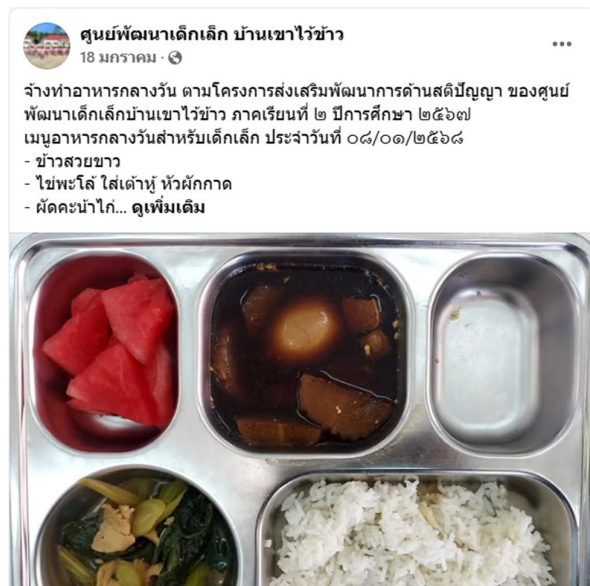 ศูนย์พัฒนาเด็กเล็ก บ้านเขาไว้ข้าว
18 มกราคม ·
จ้างทำอาหารกลางวัน ตามโครงการส่งเสริมพัฒนาการด้านสติปัญญา ของศูนย์
พัฒนาเด็กเล็กบ้านเขาไว้ข้าว ภาคเรียนที่ ๒ ปีการศึกษา ๒๕๖๗
เมนูอาหารกลางวันสำหรับเด็กเล็ก ประจำวันที่ ๐๘/๐๑/๒๕๖๘
- ข้าวสวยขาว
- ไข่พะโล้ ใส่เต้าหู้ หัวผักกาด
- ผัดคะน้าไก่... ดูเพิ่มเติม